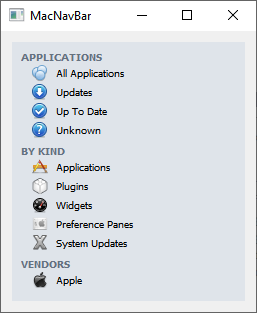 MacNavBar
APPLICATIONS
All Applications
Updates
Up To Date
Unknown
BY KIND
Applications
Plugins
Widgets
Preference Panes
System Updates
VENDORS
Apple